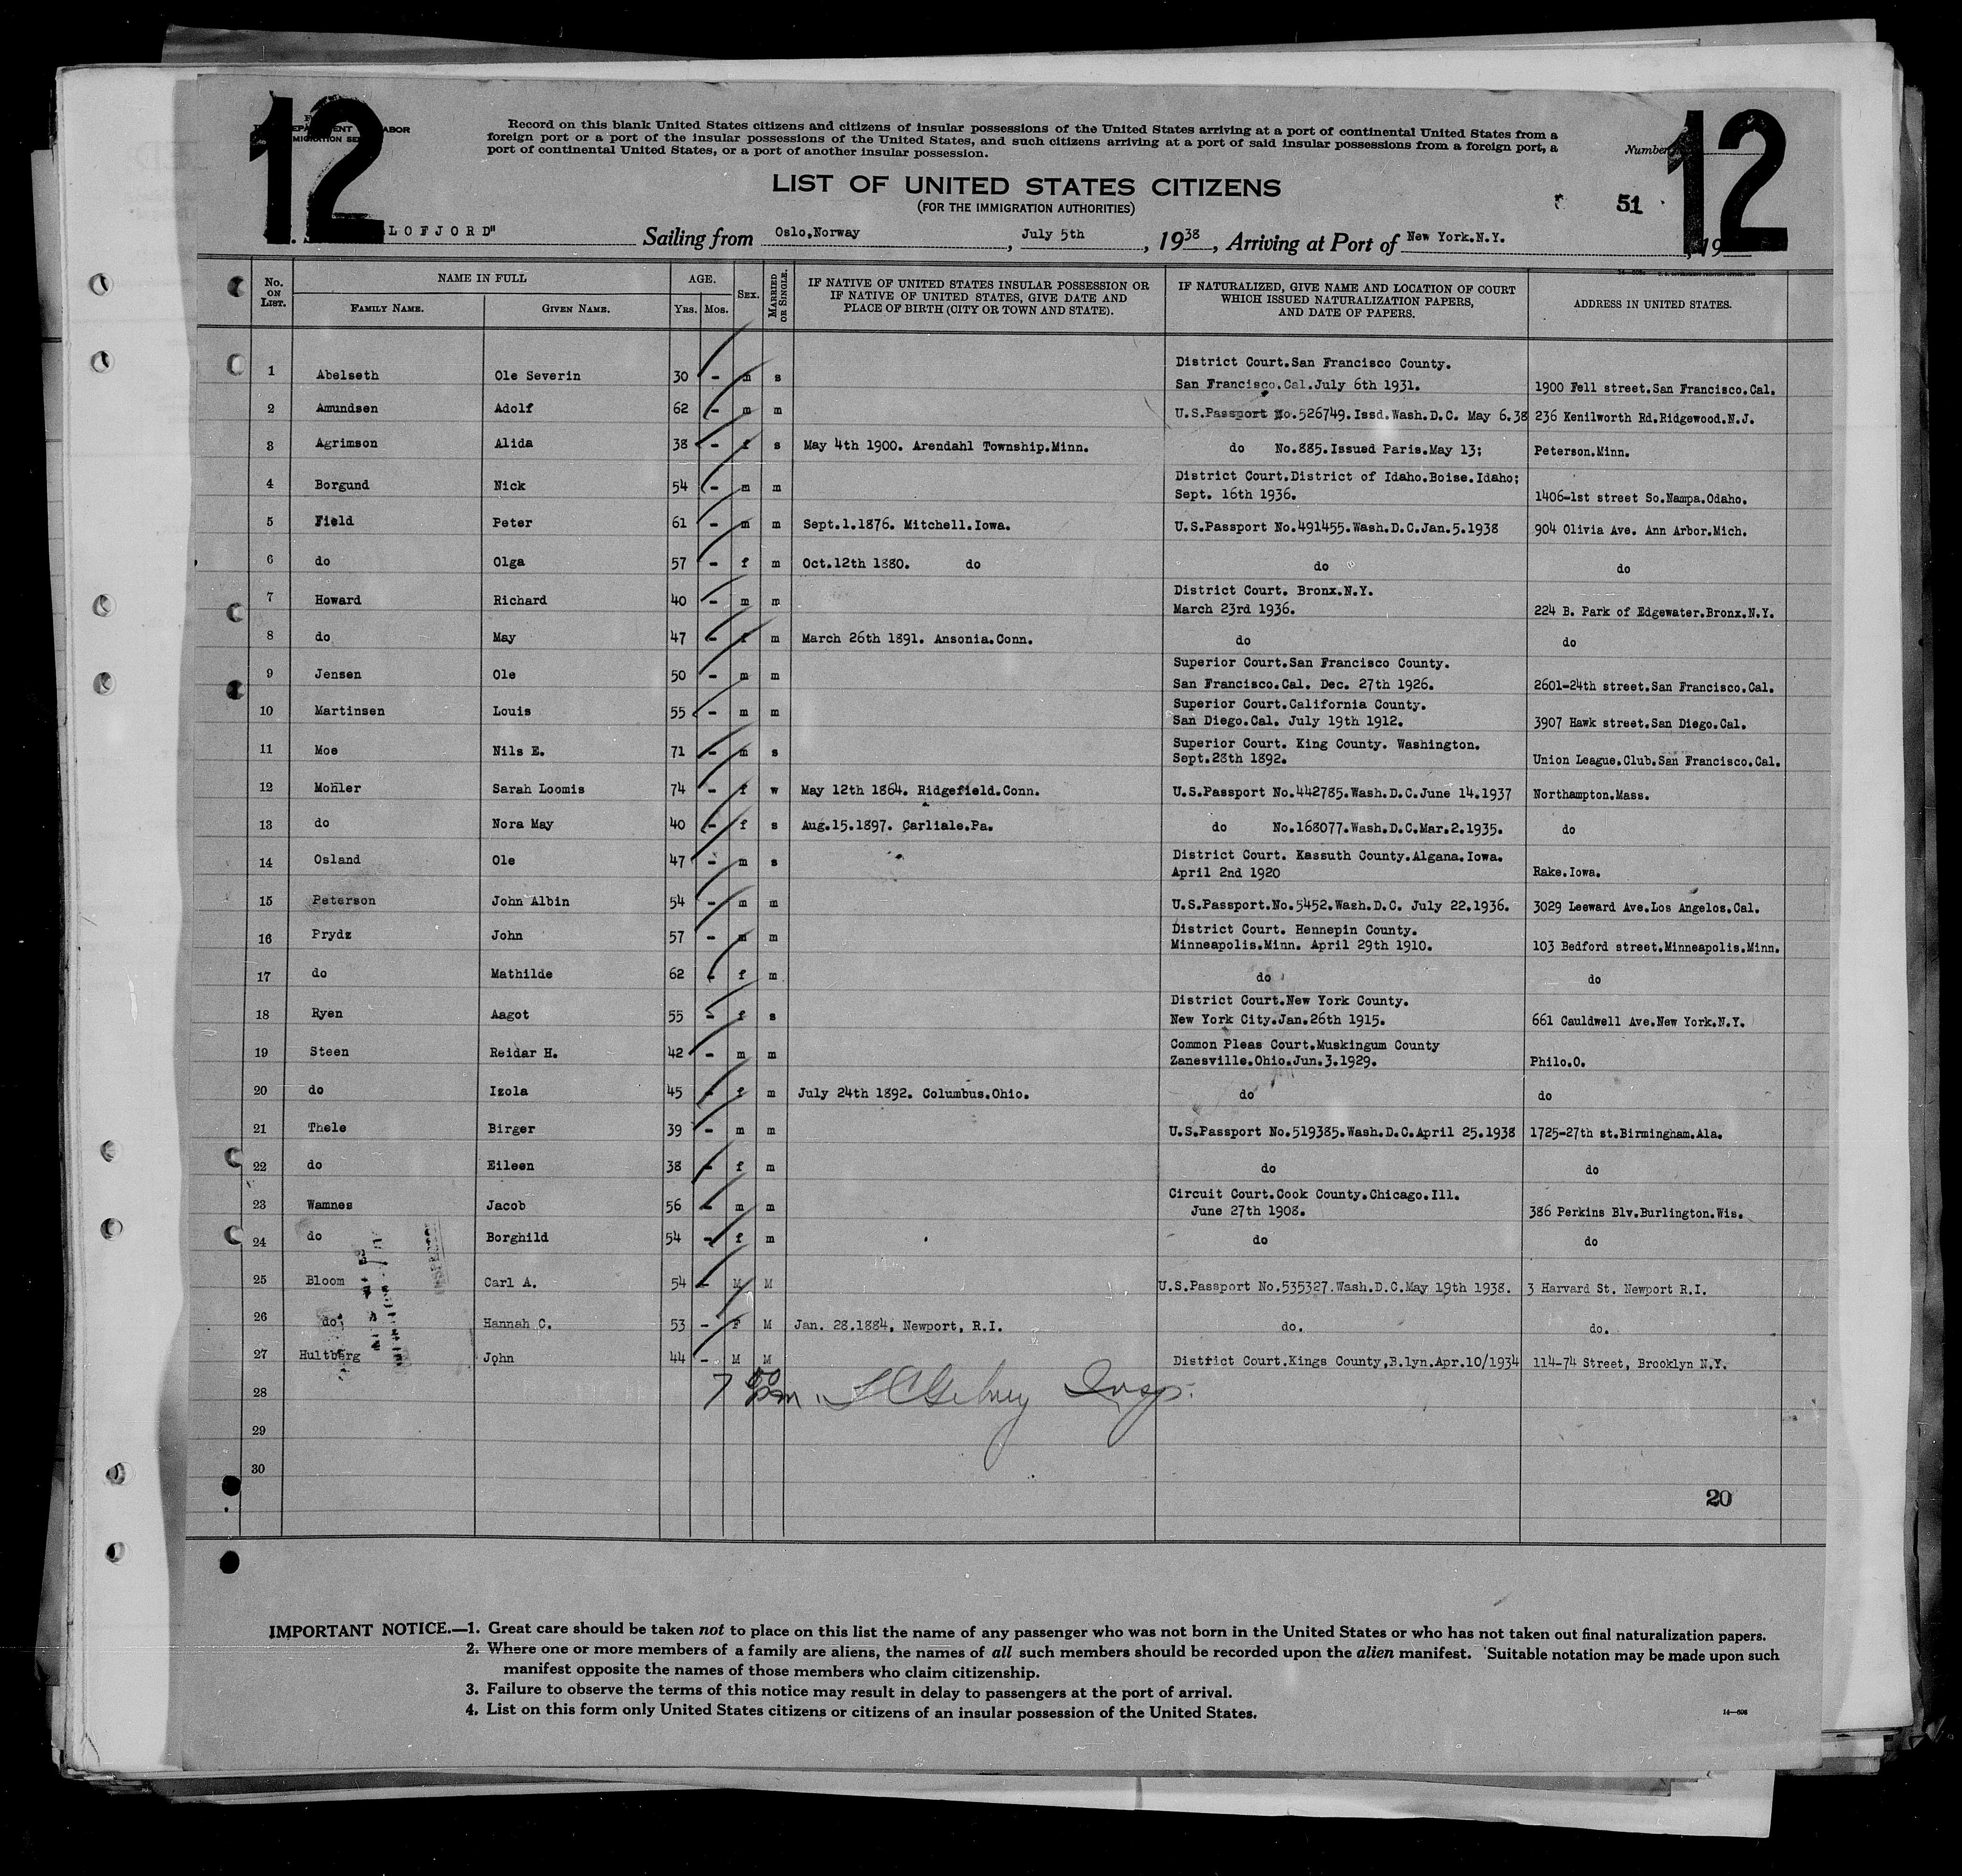 12
12
Record on this blank United States citizens and citizens of insular possessions of the United States arriving at a port of continental United States from a
foreign port or a port of the insular possessions of the United States, and such citizens arriving at a port of said insular possessions from a foreign port, a
port of continental United States, or a port of another insular possession.
Number
LIST OF UNITED STATES CITIZENS
(FOR THE IMMIGRATION AUTHORITIES)
51
LOFJORD" Sailing from Oslo,Norway, July 5th, 1938, Arriving at Port of New York.N.Y., 19
No. ON LIST. NAME IN FULL FAMILY NAME. GIVEN NAME. AGE. YRS. MOS. SEX. MARRIED OR SINGLE. IF NATIVE OF UNITED STATES INSULAR POSSESSION OR IF NATIVE OF UNITED STATES, GIVE DATE AND PLACE OF BIRTH (CITY OR TOWN AND STATE). IF NATURALIZED, GIVE NAME AND LOCATION OF COURT WHICH ISSUED NATURALIZATION PAPERS, AND DATE OF PAPERS. ADDRESS IN UNITED STATES.
1 Abelseth Ole Severin 30 - m s District Court.San Francisco County. San Francisco.Cal.July 6th 1931. 1900 Fell street.San Francisco.Cal.
2 Amundsen Adolf 62 - m m U.S.Passport No.526749.Issd.Wash.D.C. May 6.38 236 Kenilworth Rd.Ridgewood.N.J.
3 Agrimson Alida 38 - f s May 4th 1900. Arendahl Township.Minn. do No.885.Issued Paris.May 13; Peterson.Minn.
4 Borgund Nick 54 - m m District Court.District of Idaho.Boise.Idaho; Sept. 16th 1936. 1406-1st street So.Nampa.Odaho.
5 Field Peter 61 - m m Sept.1.1876. Mitchell.Iowa. U.S.Passport No.491455.Wash.D.C.Jan.5.1938 904 Olivia Ave. Ann Arbor.Mich.
6 do Olga 57 - f m Oct.12th 1880. do do do
7 Howard Richard 40 - m m District Court. Bronx.N.Y. March 23rd 1936. 224 B. Park of Edgewater.Bronx.N.Y.
8 do May 47 - f m March 26th 1891. Ansonia.Conn. do do
9 Jensen Ole 50 - m m Superior Court.San Francisco County. San Francisco.Cal. Dec. 27th 1926. 2601-24th street.San Francisco.Cal.
10 Martinsen Louis 55 - m m Superior Court.California County. San Diego.Cal. July 19th 1912. 3907 Hawk street.San Diego.Cal.
11 Moe Nils E. 71 - m s Superior Court. King County. Washington. Sept.28th 1892. Union League.Club.San Francisco.Cal.
12 Mohler Sarah Loomis 74 - f w May 12th 1864. Ridgefield.Conn. U.S.Passport No.442785.Wash.D.C.June 14.1937 Northampton.Mass.
13 do Nora May 40 - f s Aug.15.1897. Carliale.Pa. do No.168077.Wash.D.C.Mar.2.1935. do
14 Osland Ole 47 - m s District Court. Kassuth County.Algana.Iowa. April 2nd 1920 Rake.Iowa.
15 Peterson John Albin 54 - m m U.S.Passport.No.5452.Wash.D.C. July 22.1936. 3029 Leeward Ave.Los Angelos.Cal.
16 Prydz John 57 - m m District Court. Hennepin County. Minneapolis.Minn. April 29th 1910. 103 Bedford street.Minneapolis.Minn.
17 do Mathilde 62 - f m do do
18 Ryen Aagot 55 - f s District Court.New York County. New York City.Jan.26th 1915. 661 Cauldwell Ave.New York.N.Y.
19 Steen Reidar H. 42 - m m Common Pleas Court.Muskingum County Zanesville.Ohio.Jun.3.1929. Philo.O.
20 do Izola 45 - f m July 24th 1892. Columbus.Ohio. do do
21 Thele Birger 39 - m m U.S.Passport No.519385.Wash.D.C.April 25.1938 1725-27th st.Birmingham.Ala.
22 do Eileen 38 - f m do do
23 Wamnes Jacob 56 - m m Circuit Court.Cook County.Chicago.Ill. June 27th 1908. 386 Perkins Blv.Burlington.Wis.
24 do Borghild 54 - f m do do
25 Bloom Carl A. 54 - M M U.S.Passport No.535327.Wash.D.C.May 19th 1938. 3 Harvard St. Newport R.I.
26 do Hannah C. 53 - F M Jan. 28.1884, Newport, R.I. do. do.
27 Hultberg John 44 - M M District Court.Kings County,B.lyn.Apr.10/1934 114-74 Street, Brooklyn N.Y.
28
29
30
20
IMPORTANT NOTICE.—1. Great care should be taken not to place on this list the name of any passenger who was not born in the United States or who has not taken out final naturalization papers.
2. Where one or more members of a family are aliens, the names of all such members should be recorded upon the alien manifest. Suitable notation may be made upon such
manifest opposite the names of those members who claim citizenship.
3. Failure to observe the terms of this notice may result in delay to passengers at the port of arrival.
4. List on this form only United States citizens or citizens of an insular possession of the United States.
14—606